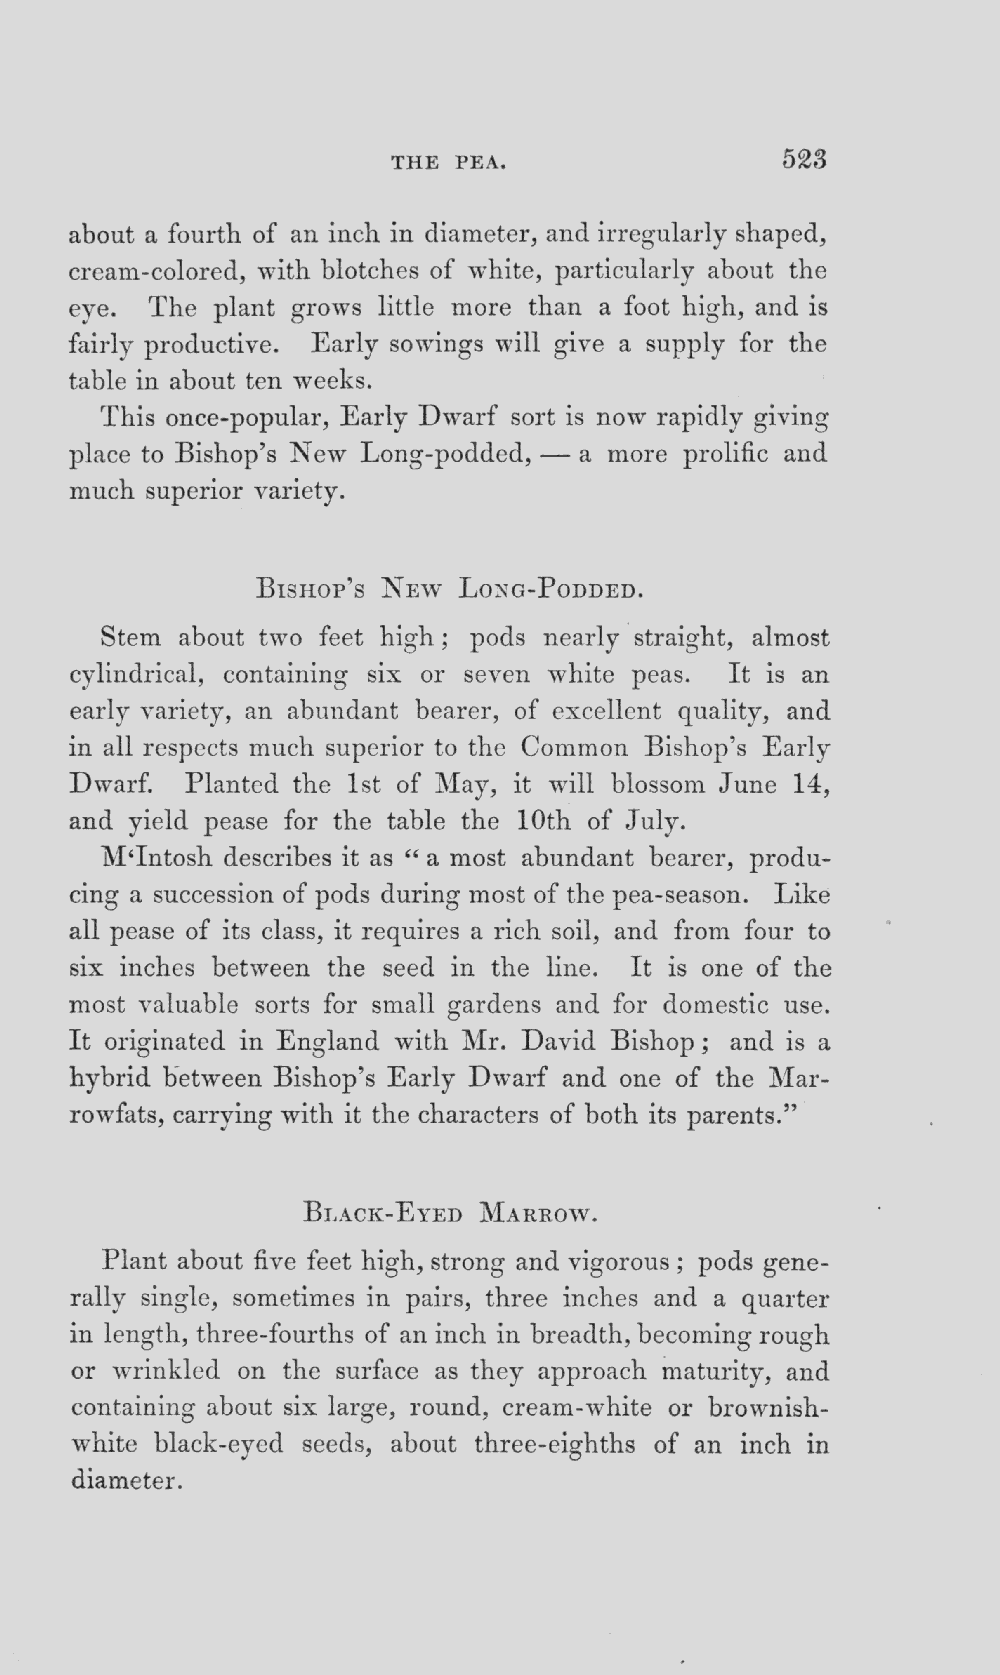 THE PEA. 523
about a fourth of an inch in diameter, and irregularly shaped,
cream-colored, with blotches of white, particularly about the
eye. The plant grows little more than a foot high, and is
fairly productive. Early sowings will give a supply for the
table in about ten weeks.
This once-popular, Early Dwarf sort is now rapidly giving
place to Bishop's New Long-podded, — a more prolific and
much superior variety.
Bishop's New Long-Podded.
Stem about two feet high; pods nearly straight, almost
cylindrical, containing six or seven white peas. It is an
early variety, an abundant bearer, of excellent quality, and
in all respects much superior to the Common Bishop's Early
Dwarf. Planted the 1st of May, it will blossom June 14,
and yield pease for the table the 10th of July.
M‘Intosh describes it as “a most abundant bearer, produ-
cing a succession of pods during most of the pea-season. Like
all pease of its class, it requires a rich soil, and from four to
six inches between the seed in the line. It is one of the
most valuable sorts for small gardens and for domestic use.
It originated in England with Mr. David Bishop; and is a
hybrid between Bishop's Early Dwarf and one of the Mar-
rowfats, carrying with it the characters of both its parents.”
Black-Eyed Marrow.
Plant about five feet high, strong and vigorous; pods gene-
rally single, sometimes in pairs, three inches and a quarter
in length, three-fourths of an inch in breadth, becoming rough
or wrinkled on the surface as they approach maturity, and
containing about six large, round, cream-white or brownish-
white black-eyed seeds, about three-eighths of an inch in
diameter.